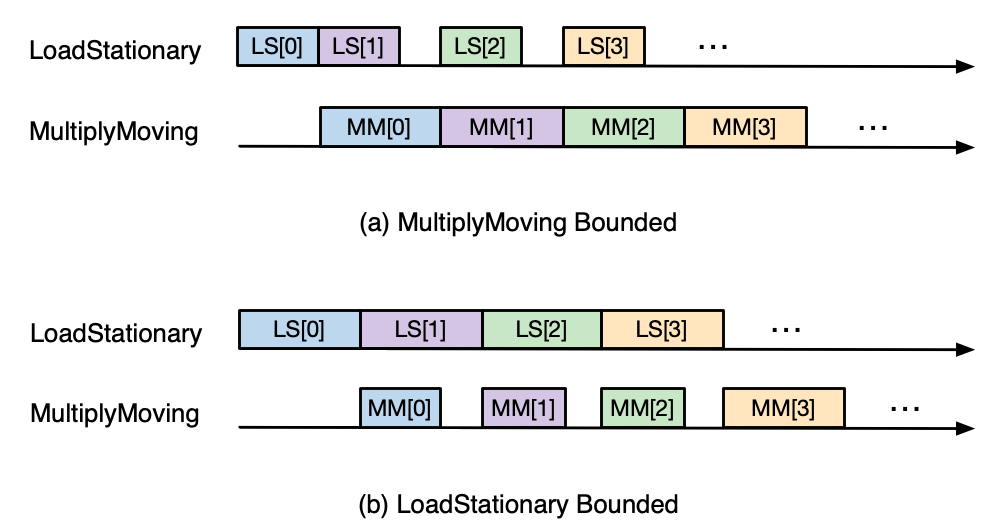 LoadStationary LS[0] LS[1] LS[2] LS[3] ...
MultiplyMoving MM[0] MM[1] MM[2] MM[3] ...
(a) MultiplyMoving Bounded
LoadStationary LS[0] LS[1] LS[2] LS[3] ...
MultiplyMoving MM[0] MM[1] MM[2] MM[3] ...
(b) LoadStationary Bounded